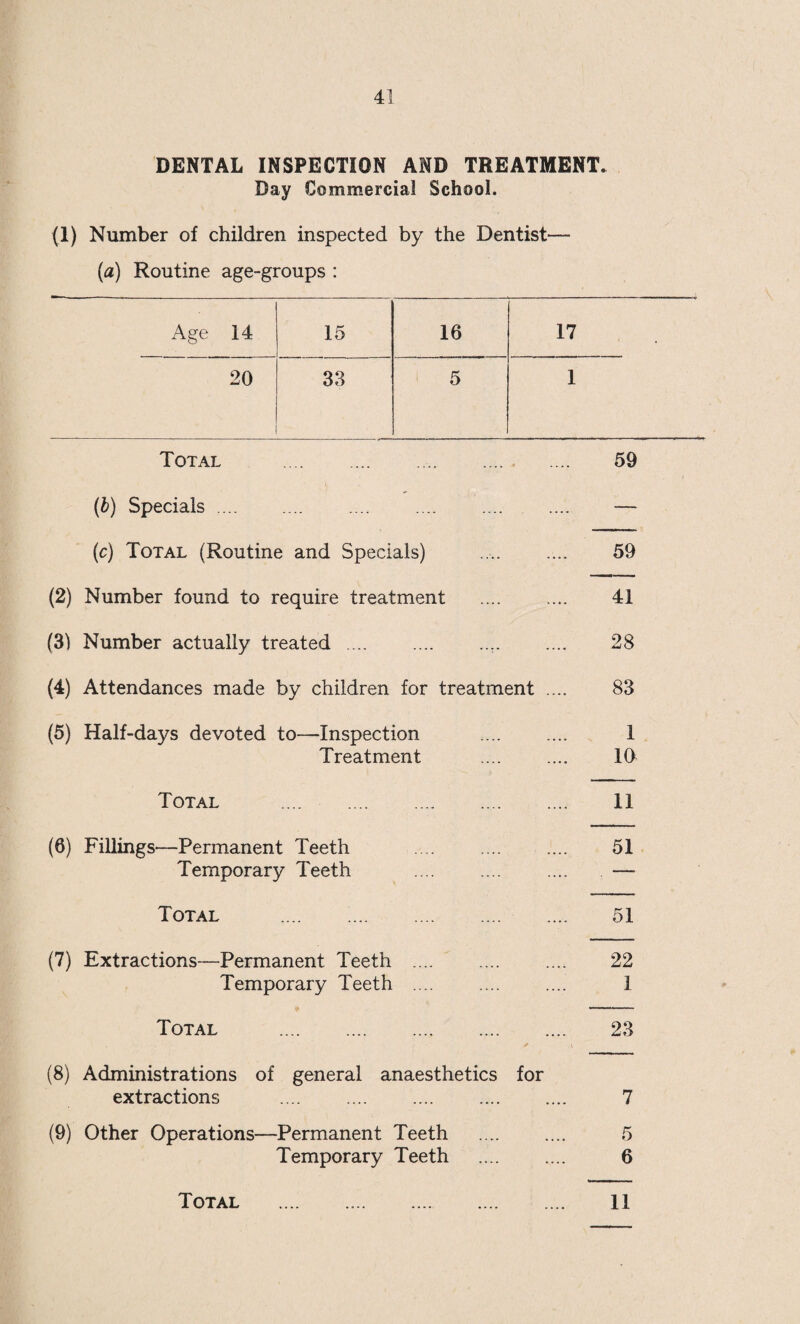 41
DENTAL INSPECTION AND TREATMENT.
Day Commercial School.
(1) Number of children inspected by the Dentist—
(a) Routine age-groups :
Age 14 15 16 17
20 33 5 1
TOTAL .... .... .... .... .... 59
(b) Specials .... .... .... .... .... .... —
(c) TOTAL (Routine and Specials) .... .... 59
(2) Number found to require treatment .... .... 41
(3) Number actually treated .... .... .... .... 28
(4) Attendances made by children for treatment .... 83
(5) Half-days devoted to—Inspection .... .... 1
Treatment .... .... 10
TOTAL .... .... .... .... .... 11
(6) Fillings—Permanent Teeth .... .... .... 51
Temporary Teeth .... .... .... —
TOTAL .... .... .... .... .... 51
(7) Extractions—Permanent Teeth .... .... .... 22
Temporary Teeth .... .... .... 1
TOTAL .... .... .... .... .... 23
(8) Administrations of general anaesthetics for
extractions .... .... .... .... .... 7
(9) Other Operations—Permanent Teeth .... .... 5
Temporary Teeth .... .... 6
TOTAL .... .... .... .... .... 11